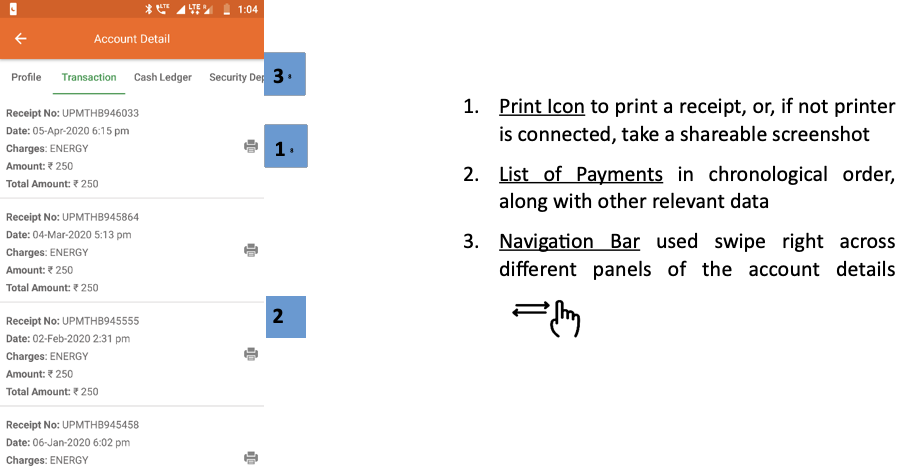 LTE LTE R 1:04
Account Detail
Profile Transaction Cash Ledger Security Dep
3.
Receipt No: UPMTHB946033
Date: 05-Apr-2020 6:15 pm
Charges: ENERGY
Amount: ₹ 250
Total Amount: ₹ 250
1.
Receipt No: UPMTHB945864
Date: 04-Mar-2020 5:13 pm
Charges: ENERGY
Amount: ₹ 250
Total Amount: ₹ 250
2
Receipt No: UPMTHB945555
Date: 02-Feb-2020 2:31 pm
Charges: ENERGY
Amount: ₹ 250
Total Amount: ₹ 250
Receipt No: UPMTHB945458
Date: 06-Jan-2020 6:02 pm
Charges: ENERGY
1. Print Icon to print a receipt, or, if not printer
is connected, take a shareable screenshot
2. List of Payments in chronological order,
along with other relevant data
3. Navigation Bar used swipe right across
different panels of the account details